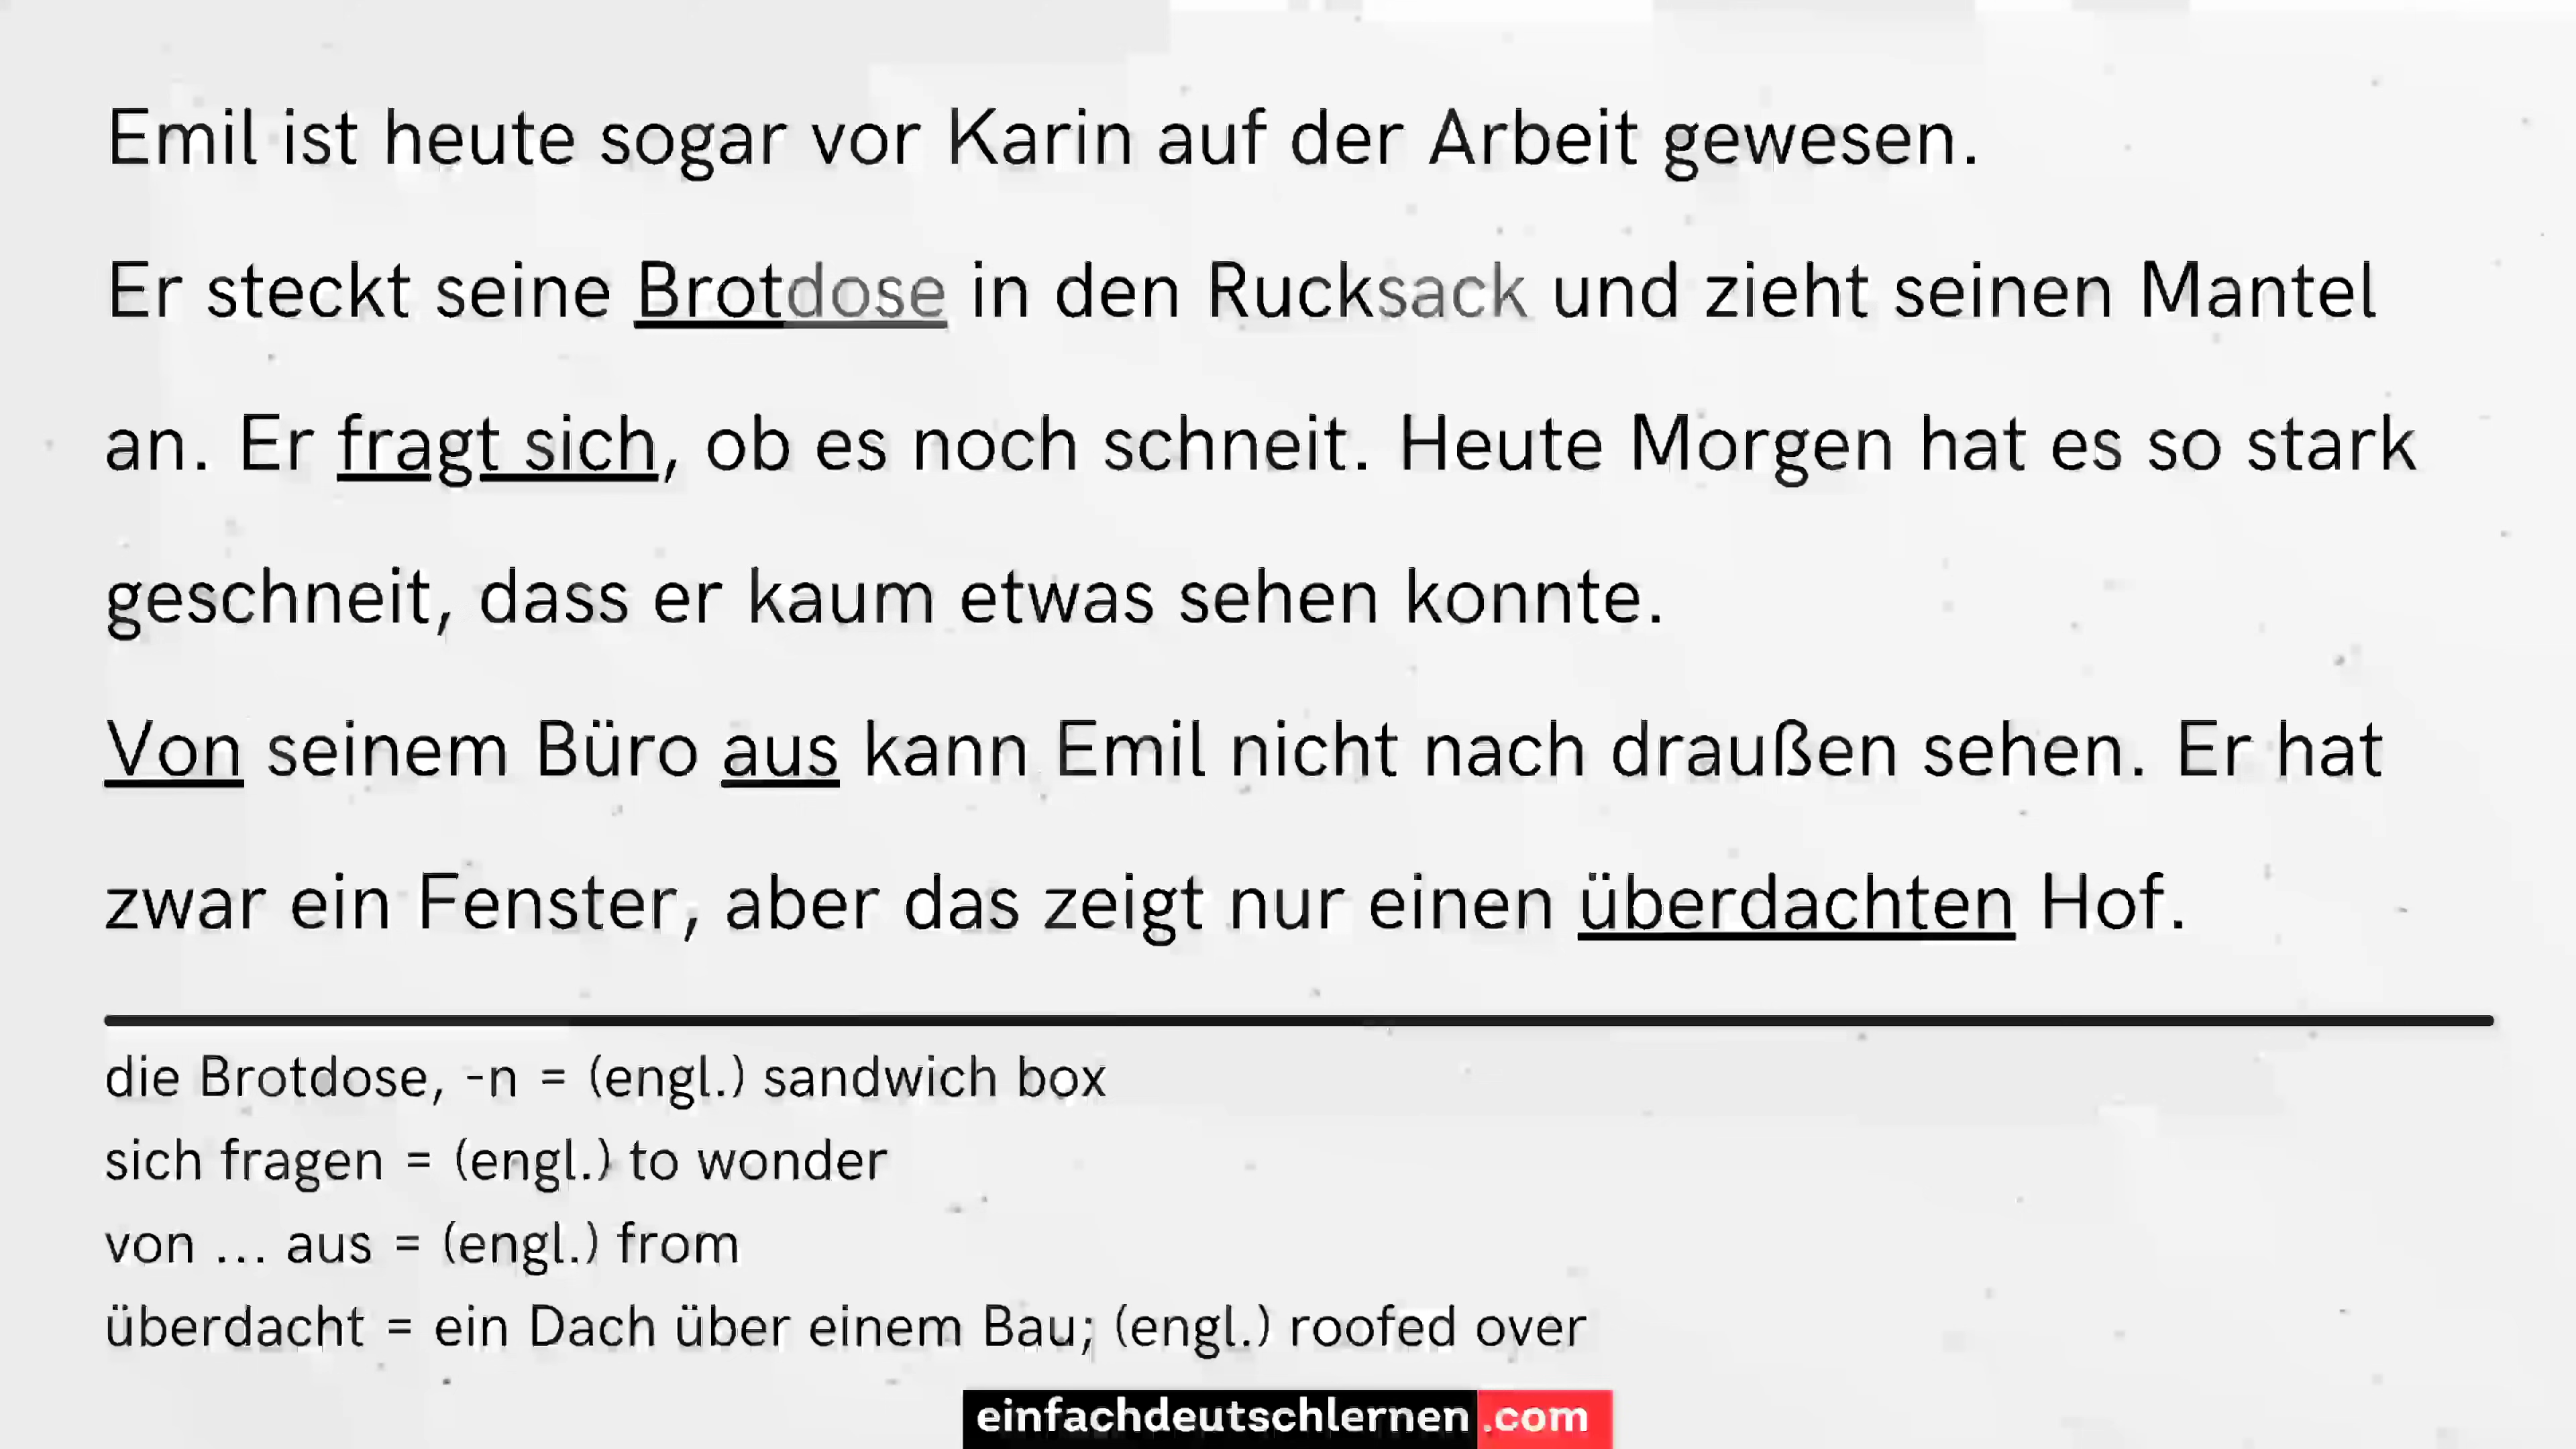 Emil ist heute sogar vor Karin auf der Arbeit gewesen.
Er steckt seine Brotdose in den Rucksack und zieht seinen Mantel
an. Er fragt sich, ob es noch schneit. Heute Morgen hat es so stark
geschneit, dass er kaum etwas sehen konnte.
Von seinem Büro aus kann Emil nicht nach draußen sehen. Er hat
zwar ein Fenster, aber das zeigt nur einen überdachten Hof.
die Brotdose, -n = (engl.) sandwich box
sich fragen = (engl.) to wonder
von ... aus = (engl.) from
überdacht = ein Dach über einem Bau; (engl.) roofed over
einfachdeutschlernen.com